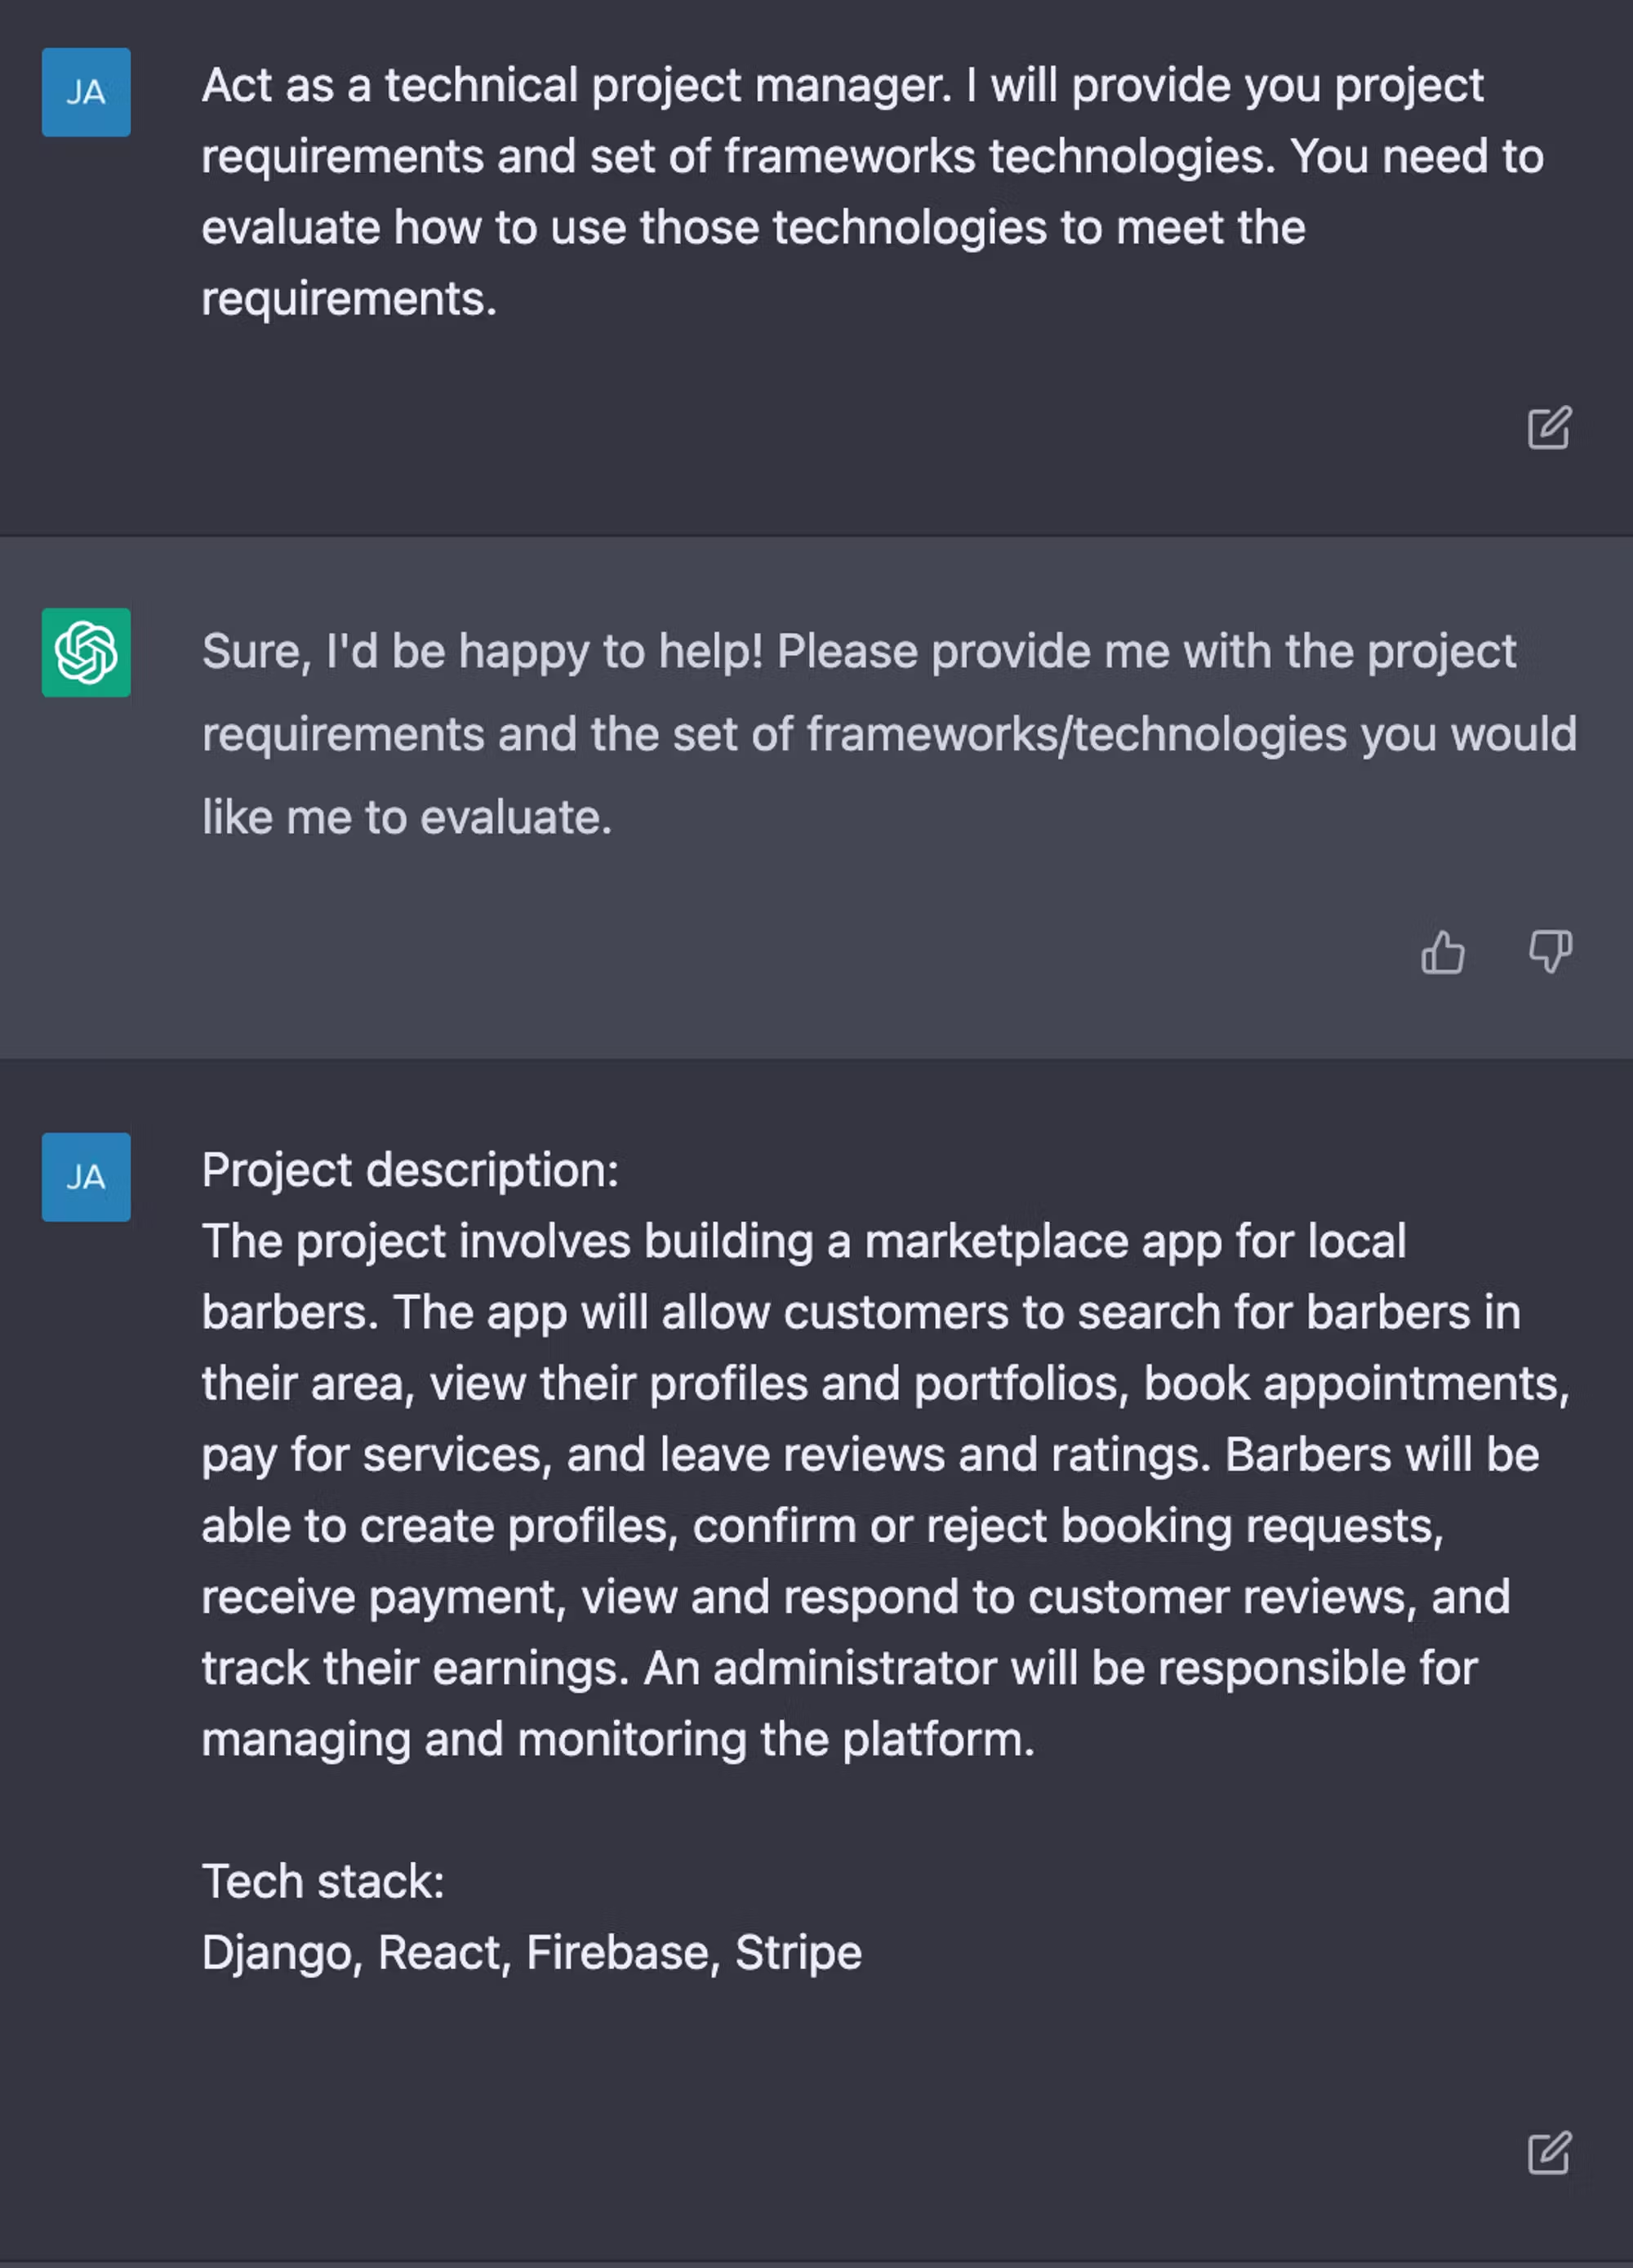 JA
Act as a technical project manager. I will provide you project
requirements and set of frameworks technologies. You need to
evaluate how to use those technologies to meet the
requirements.
Sure, I'd be happy to help! Please provide me with the project
requirements and the set of frameworks/technologies you would
like me to evaluate.
JA
Project description:
The project involves building a marketplace app for local
barbers. The app will allow customers to search for barbers in
their area, view their profiles and portfolios, book appointments,
pay for services, and leave reviews and ratings. Barbers will be
able to create profiles, confirm or reject booking requests,
receive payment, view and respond to customer reviews, and
track their earnings. An administrator will be responsible for
managing and monitoring the platform.
Tech stack:
Django, React, Firebase, Stripe